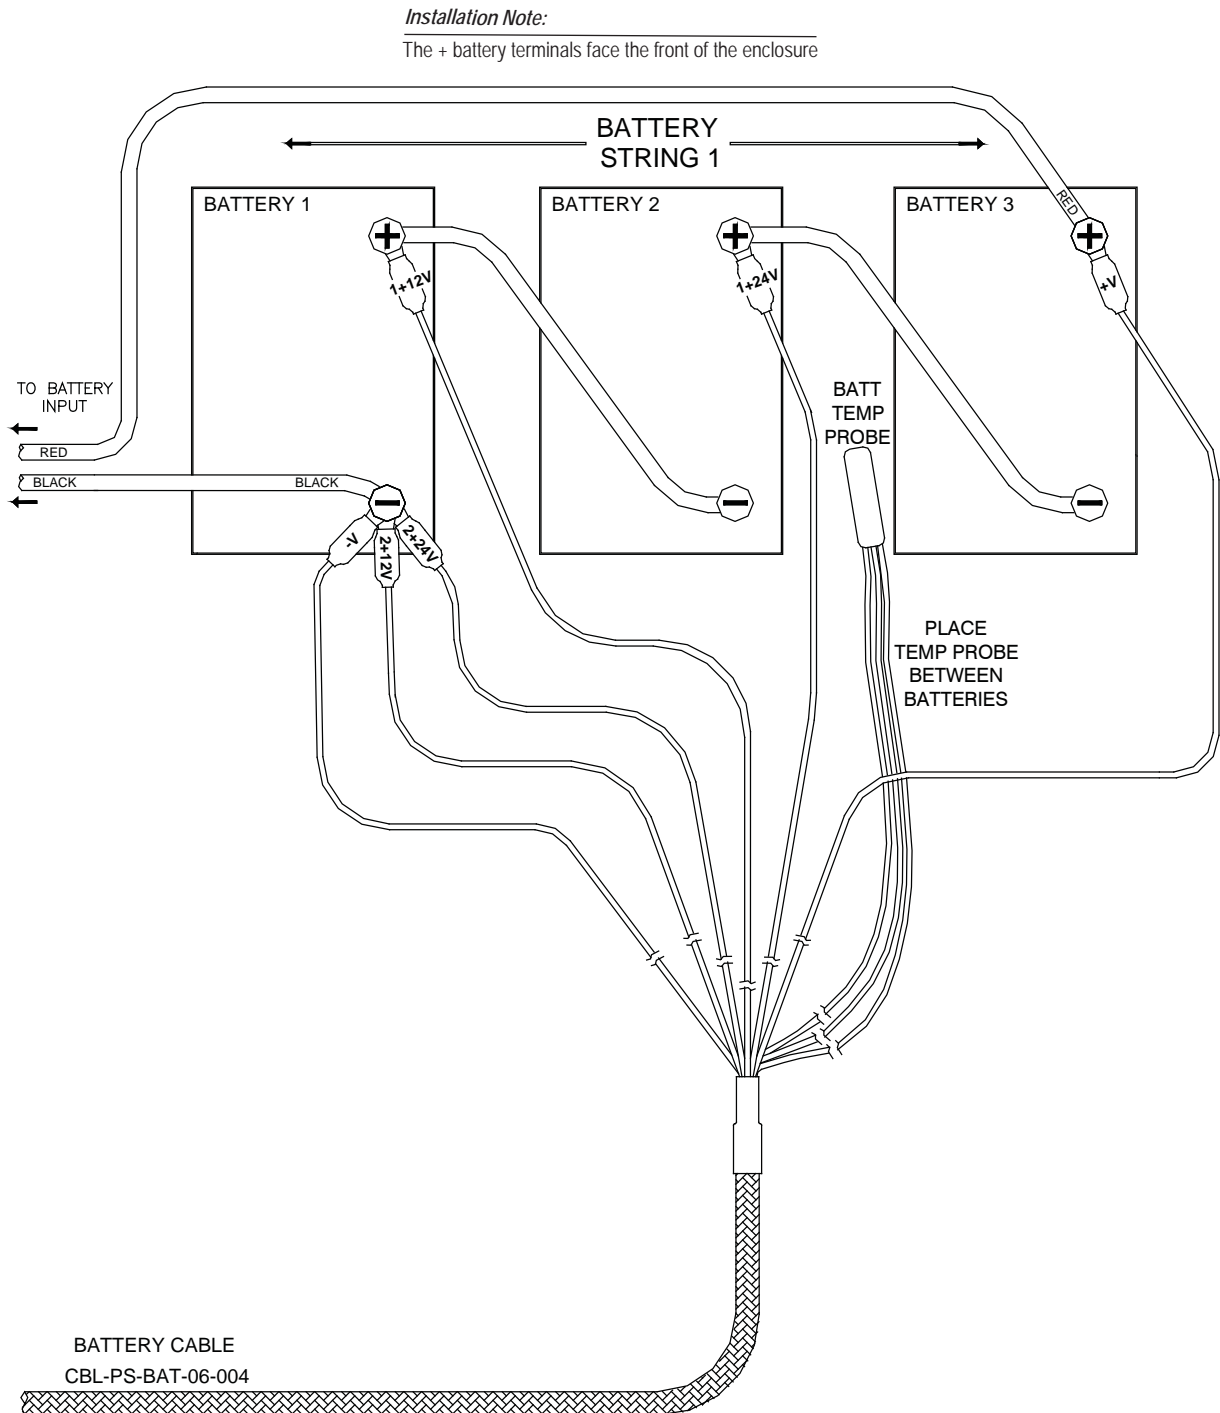 Installation Note:
The + battery terminals face the front of the enclosure
BATTERY
STRING 1
BATTERY 1
BATTERY 2
BATTERY 3
RED
+
+
+
1+12V
1+24V
+V
TO BATTERY
INPUT
RED
BLACK
BLACK
BATT
TEMP
PROBE
-
-
-
-V
2+12V
2+24V
PLACE
TEMP PROBE
BETWEEN
BATTERIES
BATTERY CABLE
CBL-PS-BAT-06-004